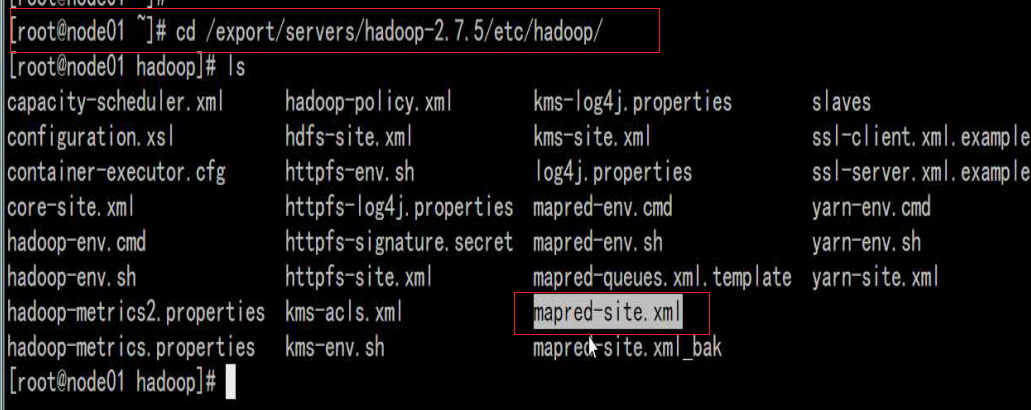 [root@node01 ~]#
[root@node01 ~]# cd /export/servers/hadoop-2.7.5/etc/hadoop/
[root@node01 hadoop]# ls
capacity-scheduler.xml hadoop-policy.xml kms-log4j.properties slaves
configuration.xsl hdfs-site.xml kms-site.xml ssl-client.xml.example
container-executor.cfg httpfs-env.sh log4j.properties ssl-server.xml.example
core-site.xml httpfs-log4j.properties mapred-env.cmd yarn-env.cmd
hadoop-env.cmd httpfs-signature.secret mapred-env.sh yarn-env.sh
hadoop-env.sh httpfs-site.xml mapred-queues.xml.template yarn-site.xml
hadoop-metrics2.properties kms-acls.xml mapred-site.xml
hadoop-metrics.properties kms-env.sh mapred-site.xml_bak
[root@node01 hadoop]#